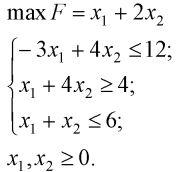 max F = x₁ + 2x₂
−3x₁ + 4x₂ ≤ 12;
x₁ + 4x₂ ≥ 4;
x₁ + x₂ ≤ 6;
x₁, x₂ ≥ 0.